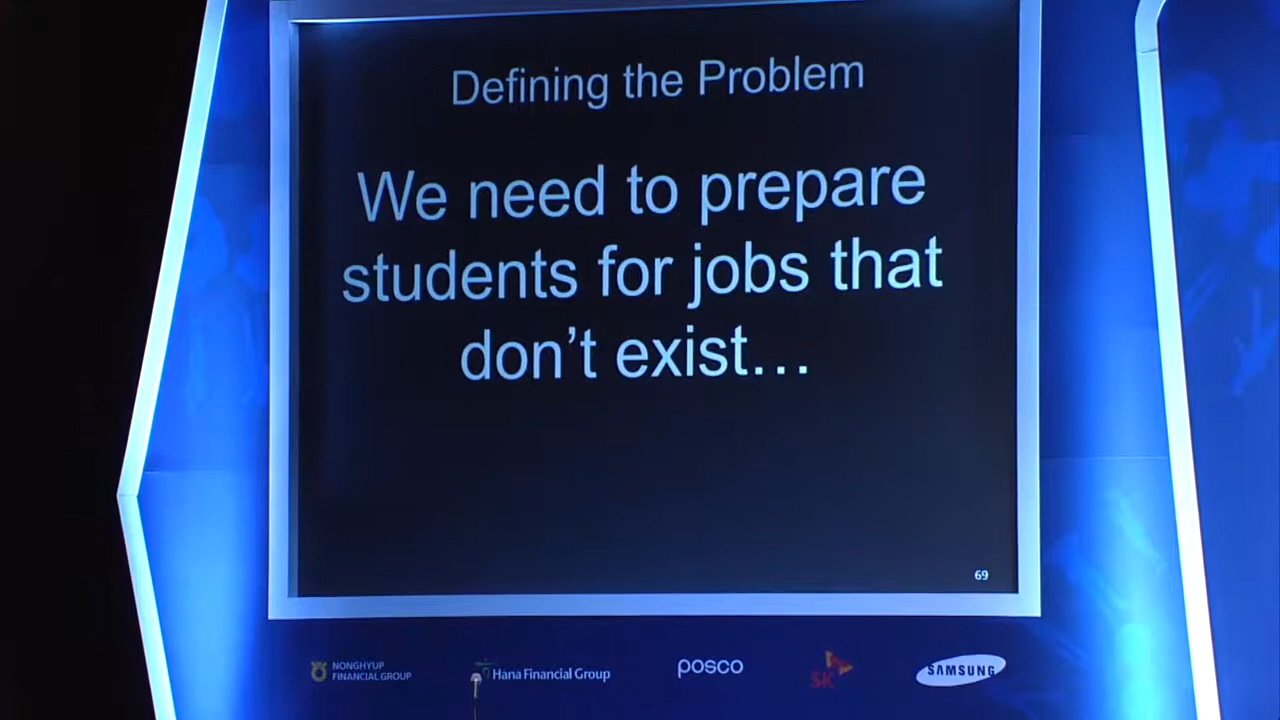 Defining the Problem
We need to prepare
students for jobs that
don't exist...
69
NONGHYUP
FINANCIAL GROUP
Hana Financial Group
posco
SK
SAMSUNG